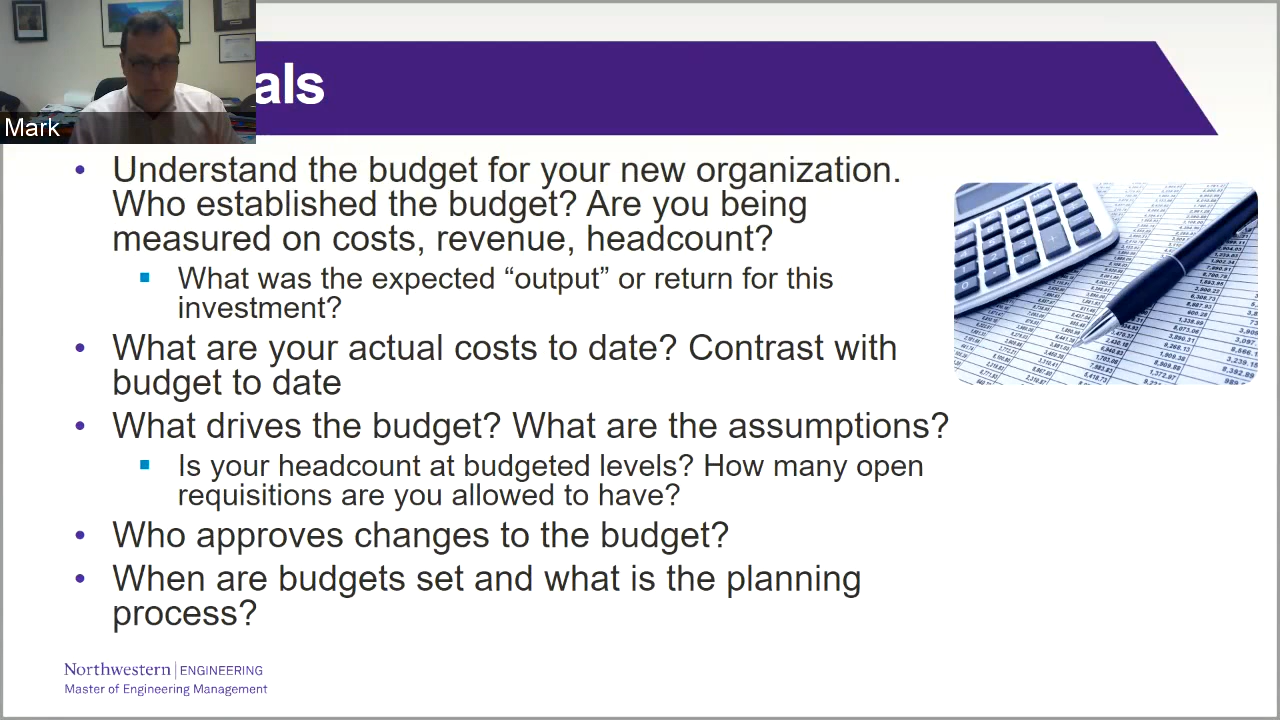 als
Mark
• Understand the budget for your new organization.
Who established the budget? Are you being
measured on costs, evenue, headcount?
▪ What was the expected “output” or return for this
investment?
• What are your actual costs to date? Contrast with
budget to date
• What drives the budget? What are the assumptions?
▪ Is your headcount at budgeted levels? How many open
requisitions are you allowed to have?
• Who approves changes to the budget?
• When are budgets set and what is the planning
process?
Northwestern | ENGINEERING
Master of Engineering Management